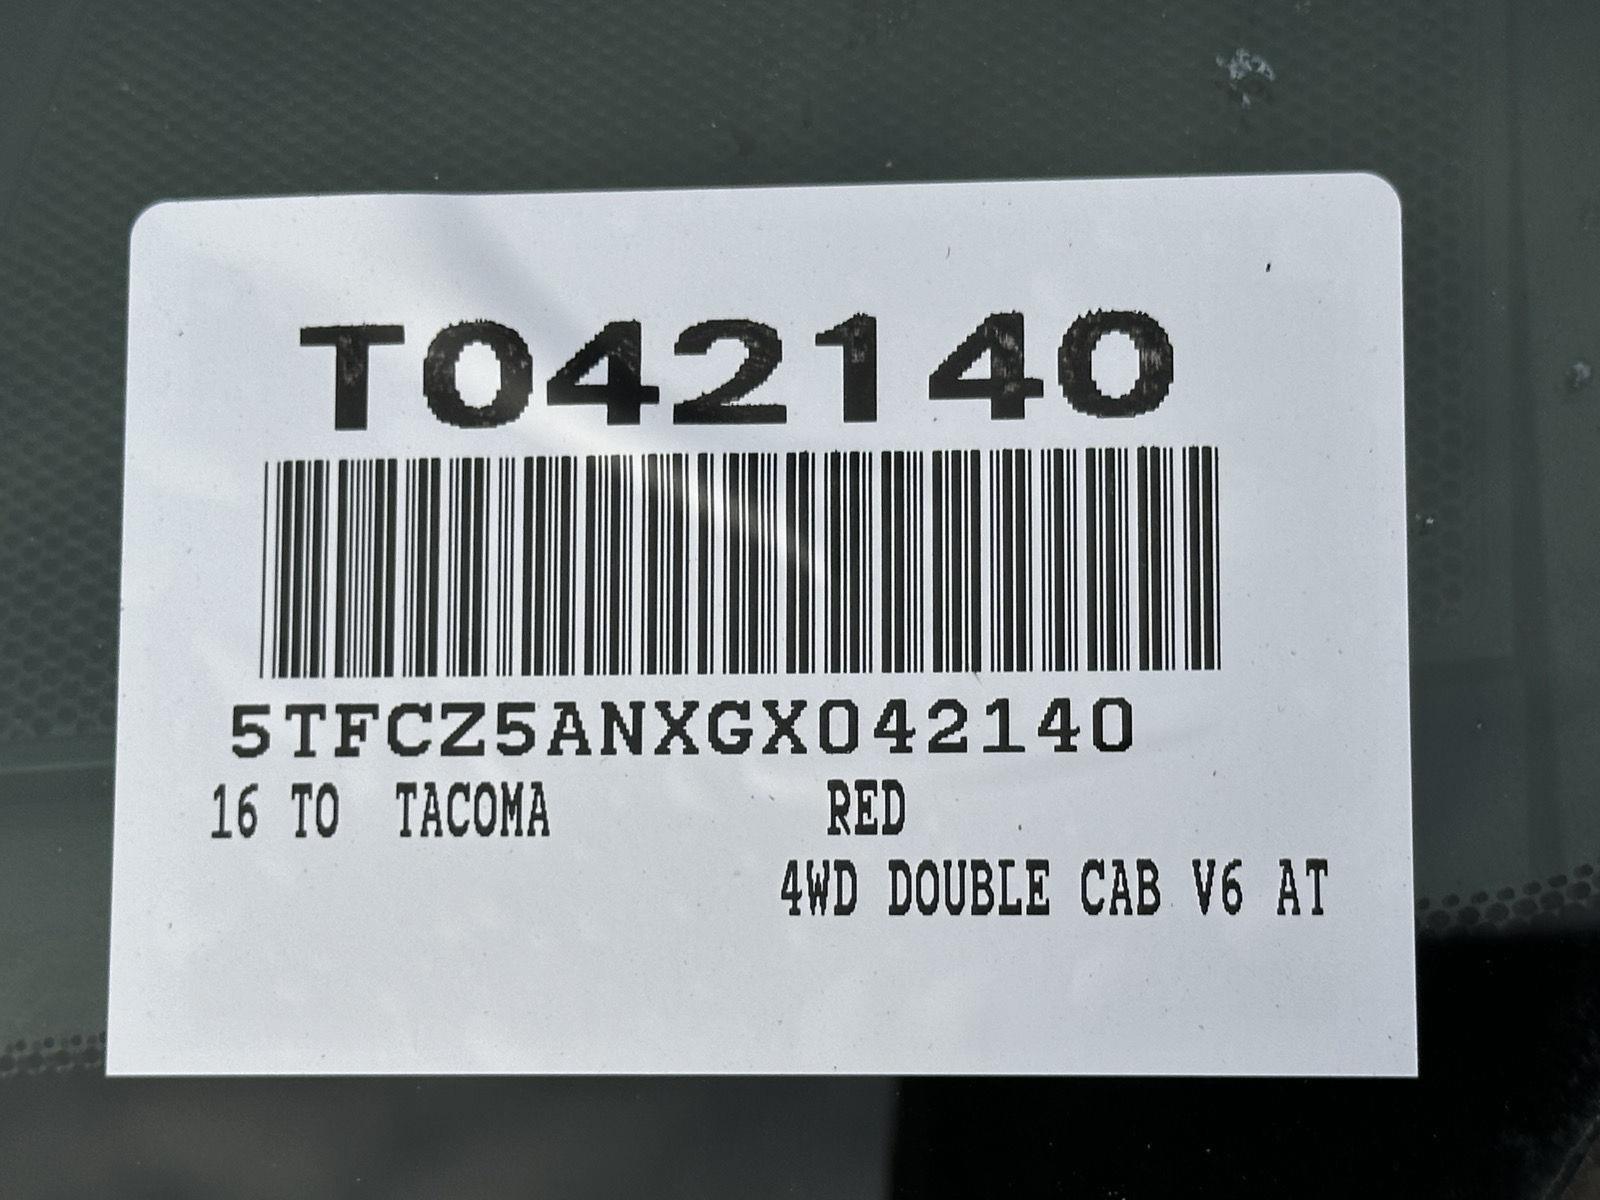 T042140
5TFCZ5ANXGX042140
16 TO TACOMA RED
4WD DOUBLE CAB V6 AT